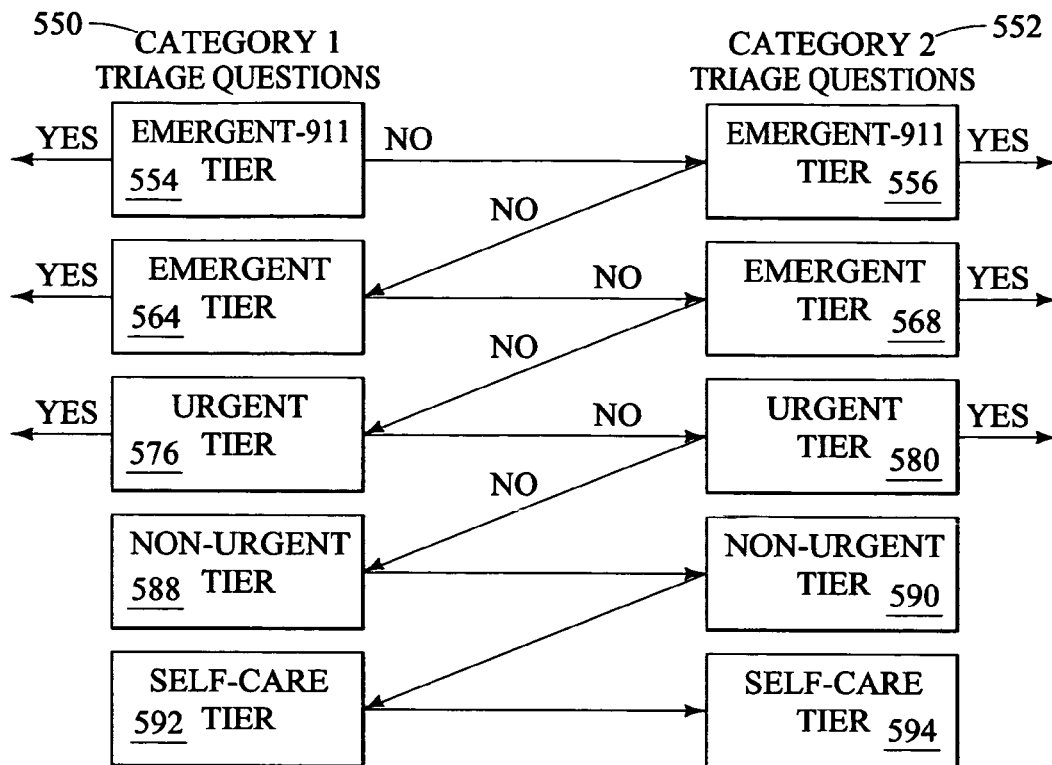 550
CATEGORY 1
TRIAGE QUESTIONS
CATEGORY 2
552
TRIAGE QUESTIONS
YES
EMERGENT-911
TIER
554
NO
EMERGENT-911
TIER
556
YES
NO
YES
EMERGENT
TIER
564
NO
EMERGENT
TIER
568
YES
NO
YES
URGENT
TIER
576
NO
URGENT
TIER
580
YES
NO
NON-URGENT
TIER
588
NON-URGENT
TIER
590
SELF-CARE
TIER
592
SELF-CARE
TIER
594